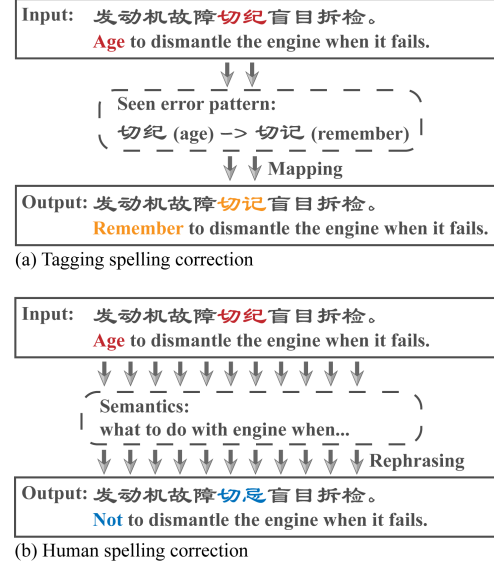 Input: 发动机故障切纪盲目拆检。
Age to dismantle the engine when it fails.
Seen error pattern:
切纪 (age) -> 切记 (remember)
Mapping
Output: 发动机故障切记盲目拆检。
Remember to dismantle the engine when it fails.
(a) Tagging spelling correction
Input: 发动机故障切纪盲目拆检。
Age to dismantle the engine when it fails.
Semantics:
what to do with engine when...
Rephrasing
Output: 发动机故障切忌盲目拆检。
Not to dismantle the engine when it fails.
(b) Human spelling correction